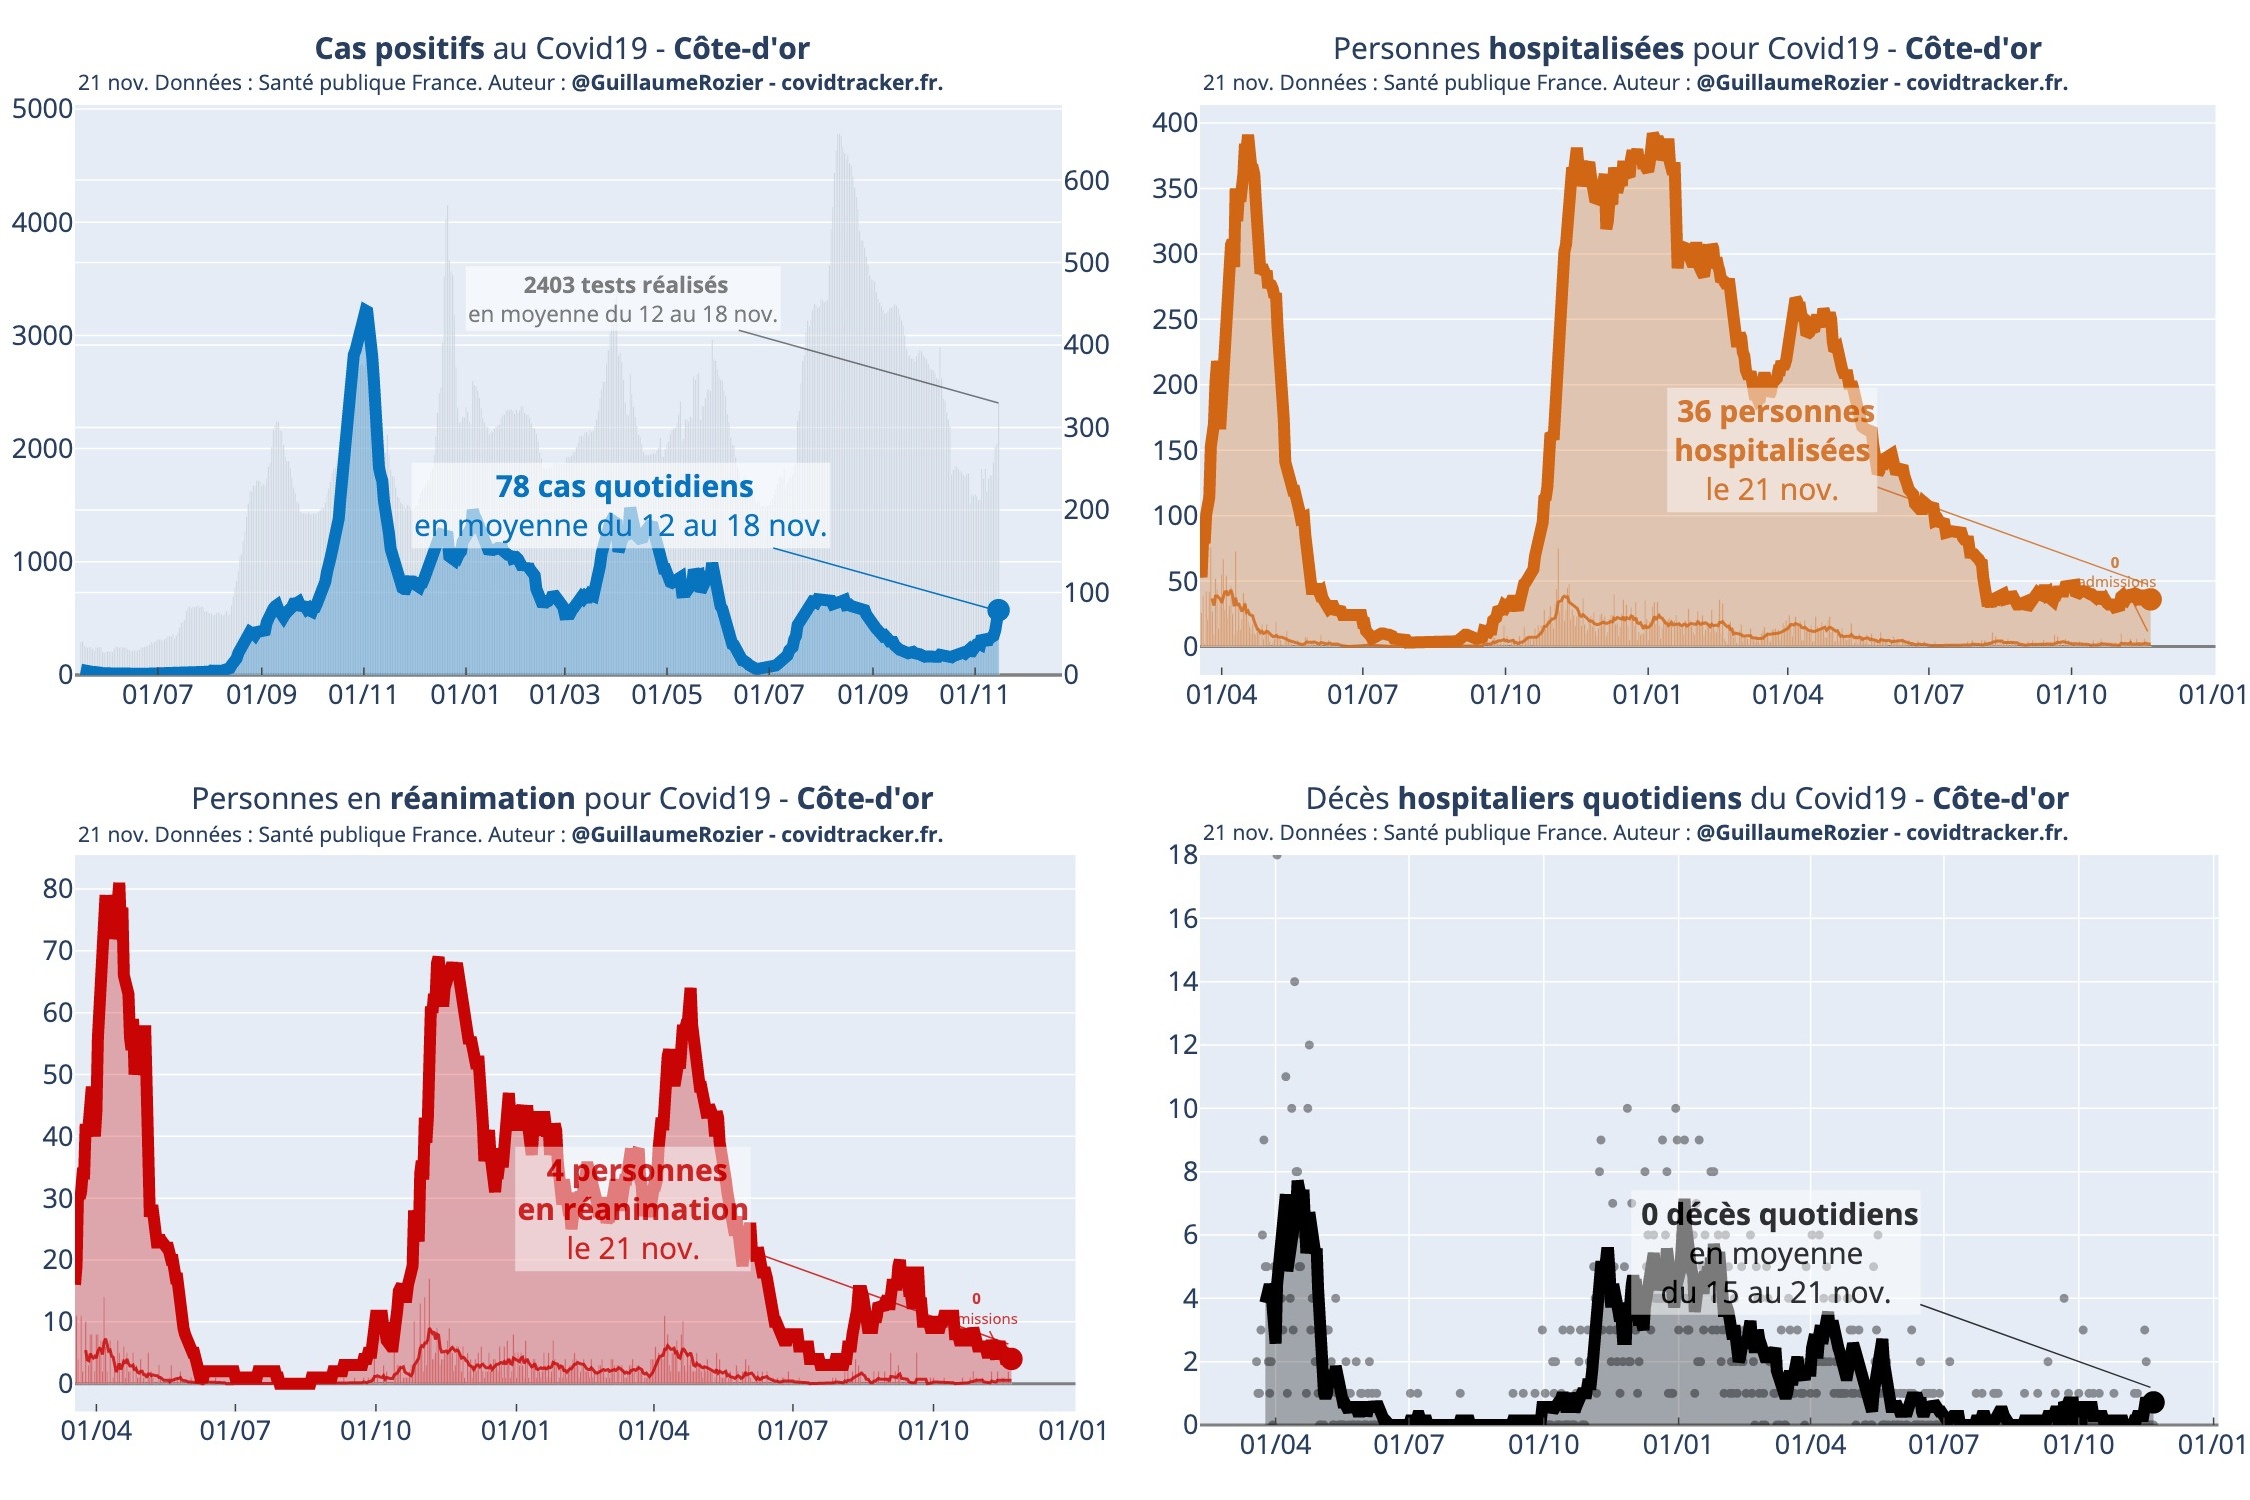 Cas positifs au Covid19 - Côte-d'or
21 nov. Données : Santé publique France. Auteur : @GuillaumeRozier - covidtracker.fr.
5000
4000
3000
2000
1000
0
600
500
400
300
200
100
0
2403 tests réalisés
en moyenne du 12 au 18 nov.
78 cas quotidiens
en moyenne du 12 au 18 nov.
01/07 01/09 01/11 01/01 01/03 01/05 01/07 01/09 01/11
Personnes hospitalisées pour Covid19 - Côte-d'or
21 nov. Données : Santé publique France. Auteur : @GuillaumeRozier - covidtracker.fr.
400
350
300
250
200
150
100
50
0
36 personnes
hospitalisées
le 21 nov.
0
admissions
01/04 01/07 01/10 01/01 01/04 01/07 01/10 01/01
Personnes en réanimation pour Covid19 - Côte-d'or
21 nov. Données : Santé publique France. Auteur : @GuillaumeRozier - covidtracker.fr.
80
70
60
50
40
30
20
10
0
4 personnes
en réanimation
le 21 nov.
0
missions
01/04 01/07 01/10 01/01 01/04 01/07 01/10 01/01
Décès hospitaliers quotidiens du Covid19 - Côte-d'or
21 nov. Données : Santé publique France. Auteur : @GuillaumeRozier - covidtracker.fr.
18
16
14
12
10
8
6
4
2
0
0 décès quotidiens
en moyenne
du 15 au 21 nov.
01/04 01/07 01/10 01/01 01/04 01/07 01/10 01/01